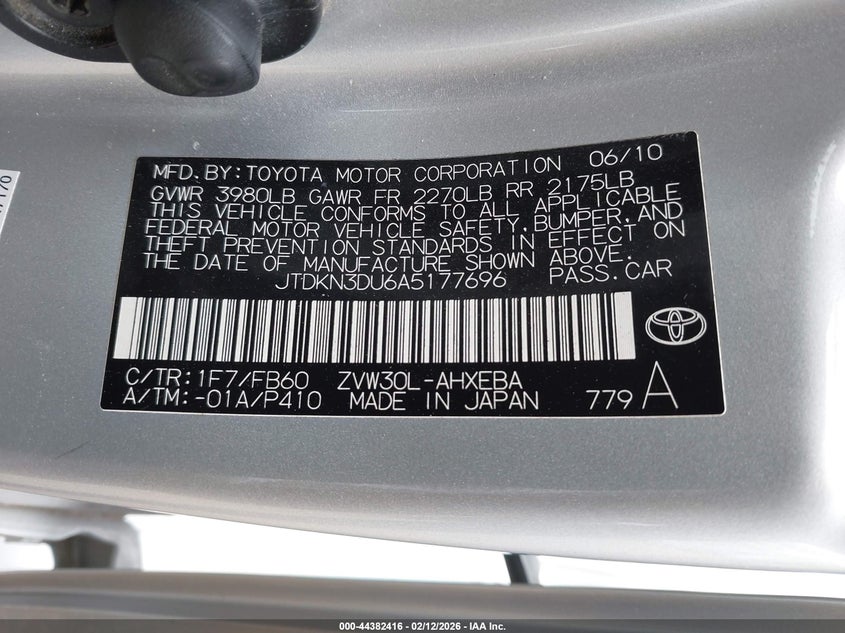 MFD. BY: TOYOTA MOTOR CORPORATION 06/10
GVWR 3980LB GAWR FR 2270LB RR 2175LB
THIS VEHICLE CONFORMS TO ALL APPLICABLE
FEDERAL MOTOR VEHICLE SAFETY, BUMPER, AND
THEFT PREVENTION STANDARDS IN EFFECT ON
THE DATE OF MANUFACTURE SHOWN ABOVE.
JTDKN3DU6A5177696 PASS. CAR
C/TR: 1F7/FB60 ZVW30L-AHXEBA
A/TM: -01A/P410 MADE IN JAPAN 779 A
000-44382416 - 02/12/2026 - IAA Inc.